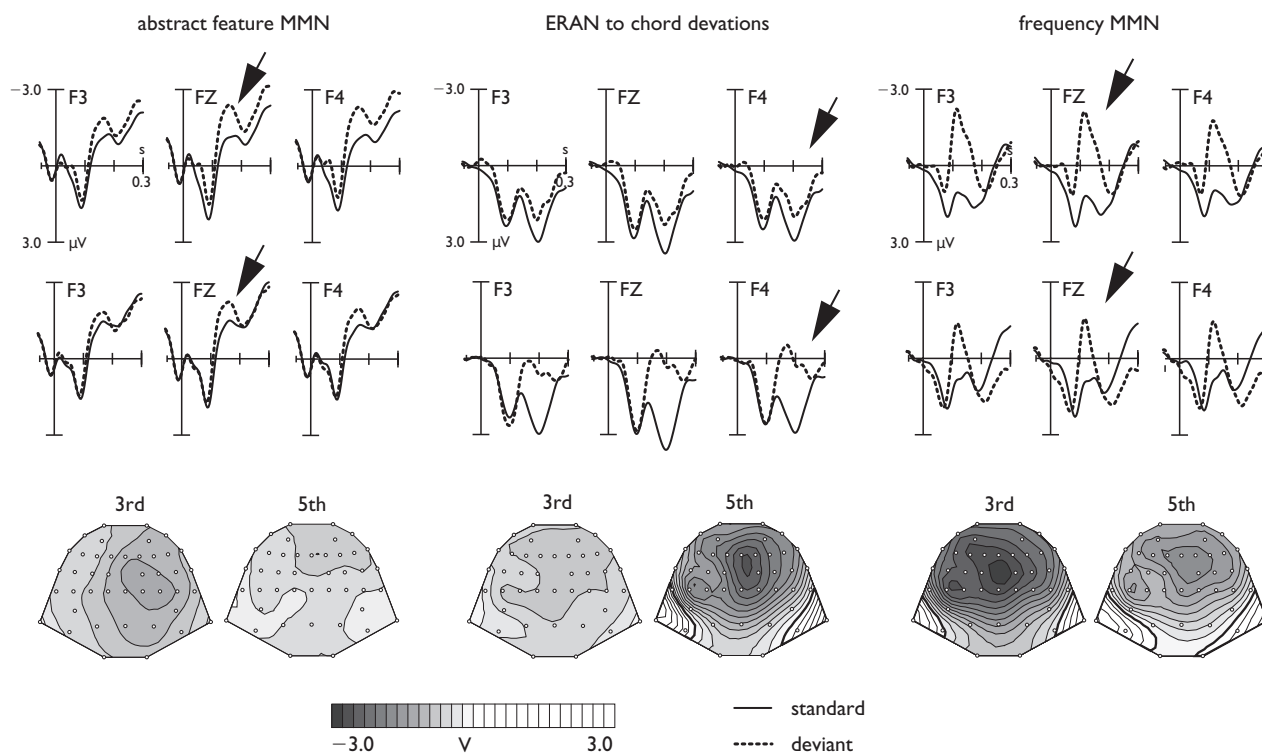 abstract feature MMN ERAN to chord devations frequency MMN
−3.0 F3 FZ F4 −3.0 F3 FZ F4 −3.0 F3 FZ F4
s s s
0.3 0.3 0.3
3.0 µV 3.0 µV 3.0 µV
F3 FZ F4 F3 FZ F4 F3 FZ F4
3rd 5th 3rd 5th 3rd 5th
standard
−3.0 V 3.0 deviant